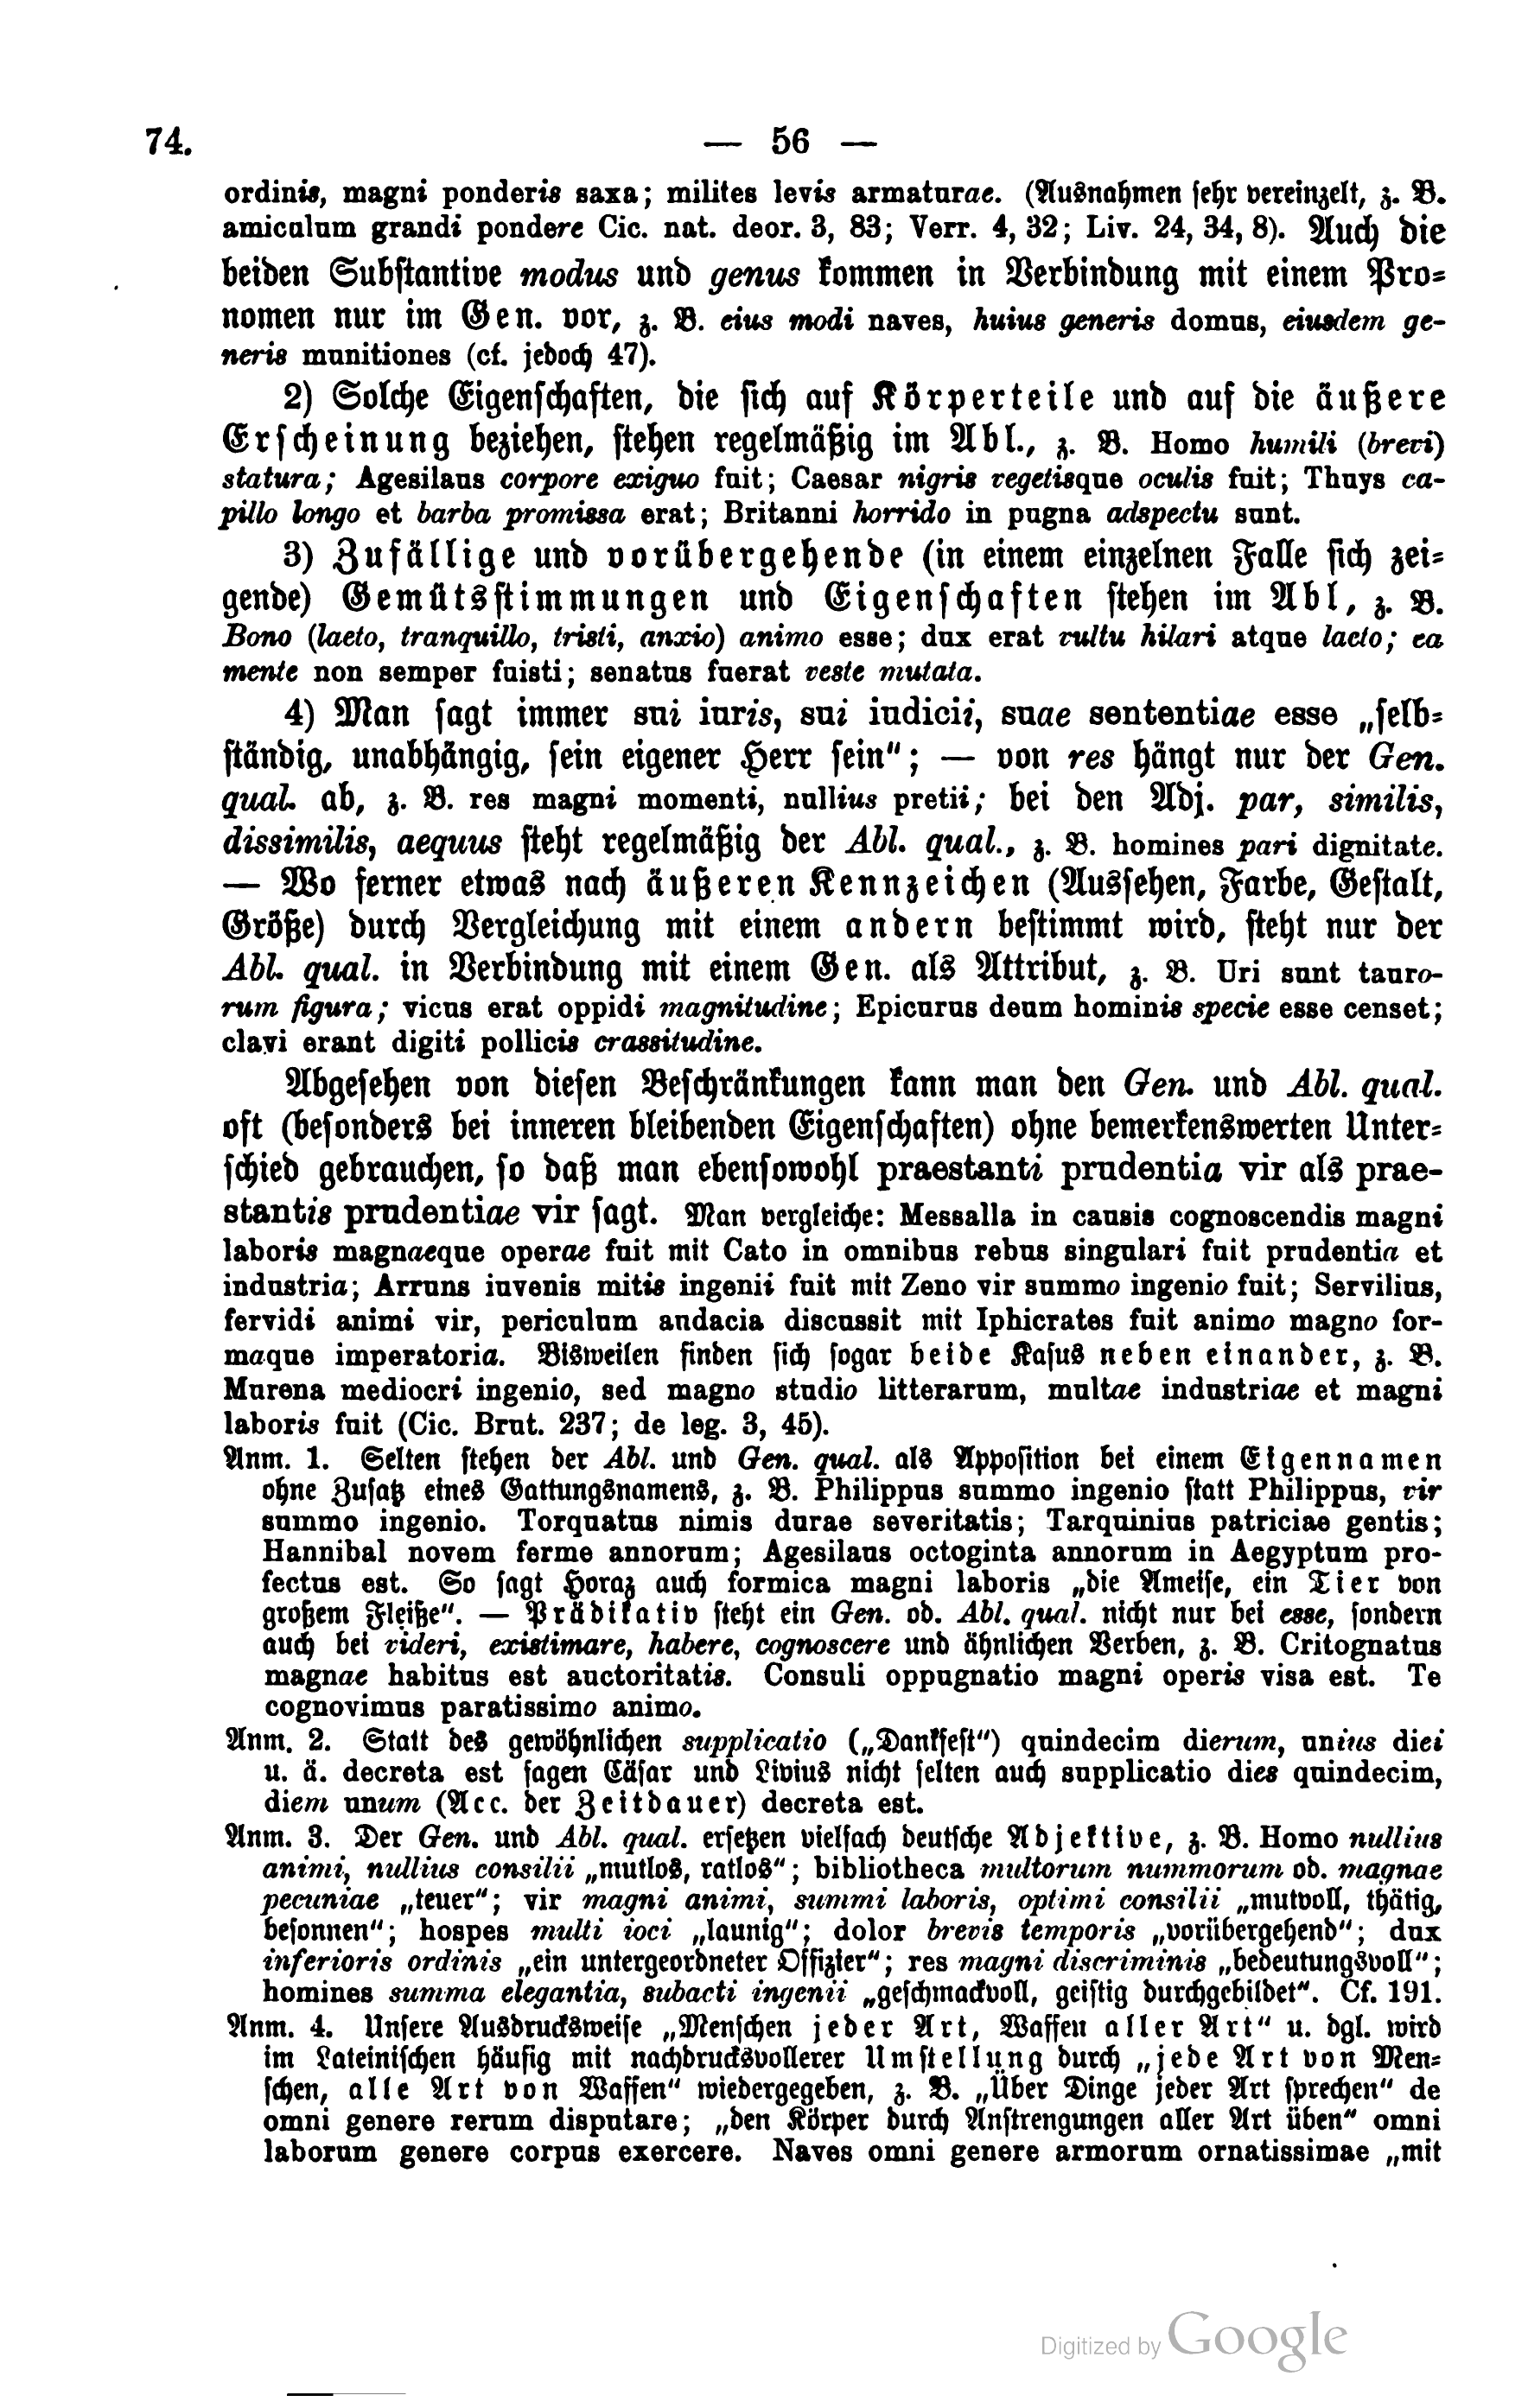 74.
— 56 —
ordinis, magni ponderis saxa; milites levis armaturae. (Ausnahmen sehr vereinzelt, z. B.
amiculum grandi pondere Cic. nat. deor. 3, 83; Verr. 4, 32; Liv. 24, 34, 8). Auch die
beiden Substantive modus und genus kommen in Verbindung mit einem Pro-
nomen nur im Gen. vor, z. B. eius modi naves, huius generis domus, eiusdem ge-
neris munitiones (cf. jedoch 47).
2) Solche Eigenschaften, die sich auf Körperteile und auf die äußere
Erscheinung beziehen, stehen regelmäßig im Abl., z. B. Homo humili (brevi)
statura; Agesilaus corpore exiguo fuit; Caesar nigris vegetisque oculis fuit; Thuys ca-
pillo longo et barba promissa erat; Britanni horrido in pugna adspectu sunt.
3) Zufällige und vorübergehende (in einem einzelnen Falle sich zei-
gende) Gemütsstimmungen und Eigenschaften stehen im Abl, z. B.
Bono (laeto, tranquillo, tristi, anxio) animo esse; dux erat vultu hilari atque laeto; ea
mente non semper fuisti; senatus fuerat veste mutata.
4) Man sagt immer sui iuris, sui iudicii, suae sententiae esse „selb-
ständig, unabhängig, sein eigener Herr sein“; — von res hängt nur der Gen.
qual. ab, z. B. res magni momenti, nullius pretii; bei den Adj. par, similis,
dissimilis, aequus steht regelmäßig der Abl. qual., z. B. homines pari dignitate.
— Wo ferner etwas nach äußeren Kennzeichen (Aussehen, Farbe, Gestalt,
Größe) durch Vergleichung mit einem andern bestimmt wird, steht nur der
Abl. qual. in Verbindung mit einem Gen. als Attribut, z. B. Uri sunt tauro-
rum figura; vicus erat oppidi magnitudine; Epicurus deum hominis specie esse censet;
clavi erant digiti pollicis crassitudine.
Abgesehen von diesen Beschränkungen kann man den Gen. und Abl. qual.
oft (besonders bei inneren bleibenden Eigenschaften) ohne bemerkenswerten Unter-
schied gebrauchen, so daß man ebensowohl praestanti prudentia vir als prae-
stantis prudentiae vir sagt. Man vergleiche: Messalla in causis cognoscendis magni
laboris magnaeque operae fuit mit Cato in omnibus rebus singulari fuit prudentia et
industria; Arruns iuvenis mitis ingenii fuit mit Zeno vir summo ingenio fuit; Servilius,
fervidi animi vir, periculum audacia discussit mit Iphicrates fuit animo magno for-
maque imperatoria. Bisweilen finden sich sogar beide Kasus neben einander, z. B.
Murena mediocri ingenio, sed magno studio litterarum, multae industriae et magni
laboris fuit (Cic. Brut. 237; de leg. 3, 45).
Anm. 1. Selten stehen der Abl. und Gen. qual. als Apposition bei einem Eigennamen
ohne Zusatz eines Gattungsnamens, z. B. Philippus summo ingenio statt Philippus, vir
summo ingenio. Torquatus nimis durae severitatis; Tarquinius patriciae gentis;
Hannibal novem ferme annorum; Agesilaus octoginta annorum in Aegyptum pro-
fectus est. So sagt Horaz auch formica magni laboris „die Ameise, ein Tier von
großem Fleiße“. — Prädikativ steht ein Gen. od. Abl. qual. nicht nur bei esse, sondern
auch bei videri, existimare, habere, cognoscere und ähnlichen Verben, z. B. Critognatus
magnae habitus est auctoritatis. Consuli oppugnatio magni operis visa est. Te
cognovimus paratissimo animo.
Anm. 2. Statt des gewöhnlichen supplicatio („Dankfest“) quindecim dierum, unius diei
u. ä. decreta est sagen Cäsar und Livius nicht selten auch supplicatio dies quindecim,
diem unum (Acc. der Zeitdauer) decreta est.
Anm. 3. Der Gen. und Abl. qual. ersetzen vielfach deutsche Adjektive, z. B. Homo nullius
animi, nullius consilii „mutlos, ratlos“; bibliotheca multorum nummorum od. magnae
pecuniae „teuer“; vir magni animi, summi laboris, optimi consilii „mutvoll, thätig,
besonnen“; hospes multi ioci „launig“; dolor brevis temporis „vorübergehend“; dux
inferioris ordinis „ein untergeordneter Offizier“; res magni discriminis „bedeutungsvoll“;
homines summa elegantia, subacti ingenii „geschmackvoll, geistig durchgebildet“. Cf. 191.
Anm. 4. Unsere Ausdrucksweise „Menschen jeder Art, Waffen aller Art“ u. dgl. wird
im Lateinischen häufig mit nachdrucksvollerer Umstellung durch „jede Art von Men-
schen, alle Art von Waffen“ wiedergegeben, z. B. „Über Dinge jeder Art sprechen“ de
omni genere rerum disputare; „den Körper durch Anstrengungen aller Art üben“ omni
laborum genere corpus exercere. Naves omni genere armorum ornatissimae „mit
Digitized by Google